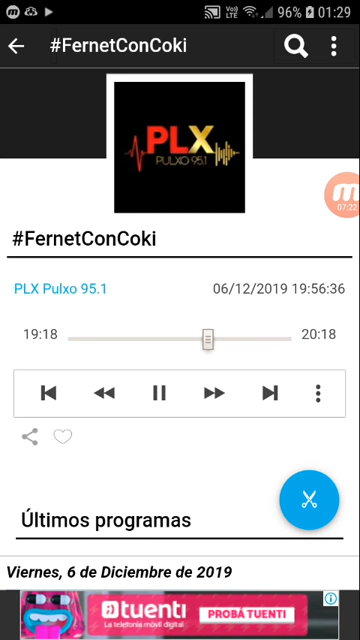 VoD LTE 96% 01:29
#FernetConCoki
PLX
PULXO 95.1
07:22
#FernetConCoki
PLX Pulxo 95.1 06/12/2019 19:56:36
19:18 20:18
Últimos programas
Viernes, 6 de Diciembre de 2019
tuenti
La telefonía móvil digital
PROBÁ TUENTI